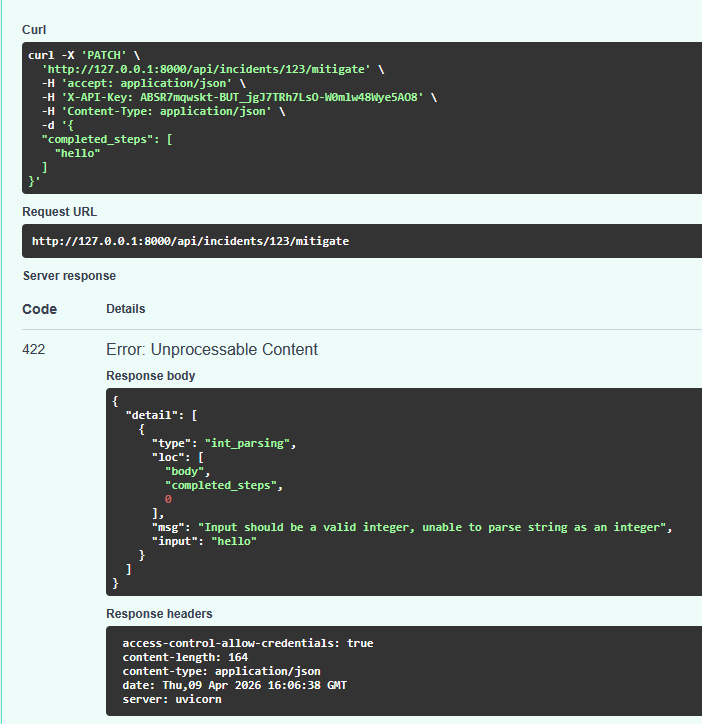 Curl
curl -X 'PATCH' \
  'http://127.0.0.1:8000/api/incidents/123/mitigate' \
  -H 'accept: application/json' \
  -H 'X-API-Key: ABSR7mqwskt-BUT_jgJ7TRh7LsO-W0mlw48Wye5AO8' \
  -H 'Content-Type: application/json' \
  -d '{
  "completed_steps": [
    "hello"
  ]
}'
Request URL
http://127.0.0.1:8000/api/incidents/123/mitigate
Server response
Code Details
422 Error: Unprocessable Content
Response body
{
  "detail": [
    {
      "type": "int_parsing",
      "loc": [
        "body",
        "completed_steps",
        0
      ],
      "msg": "Input should be a valid integer, unable to parse string as an integer",
      "input": "hello"
    }
  ]
}
Response headers
access-control-allow-credentials: true
content-length: 164
content-type: application/json
date: Thu,09 Apr 2026 16:06:38 GMT
server: uvicorn